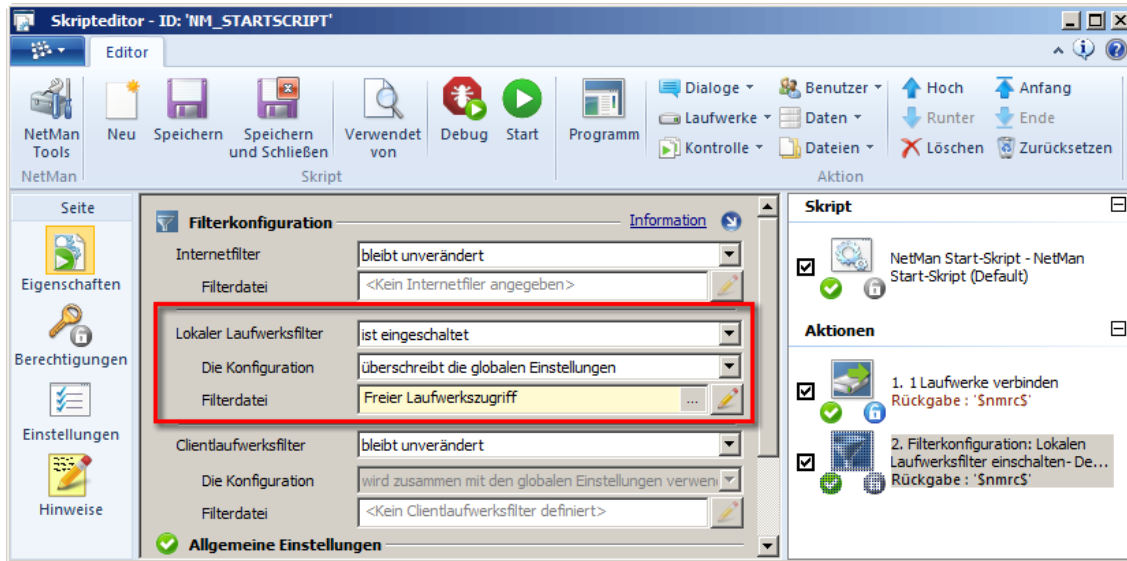 Skripteditor - ID: 'NM_STARTSCRIPT'
Editor
NetMan Tools
Neu
Speichern
Speichern und Schließen
Verwendet von
Debug
Start
Programm
Dialoge
Laufwerke
Kontrolle
Benutzer
Daten
Dateien
Hoch
Runter
Löschen
Anfang
Ende
Zurücksetzen
NetMan
Skript
Aktion
Seite
Eigenschaften
Berechtigungen
Einstellungen
Hinweise
Filterkonfiguration
Information
Internetfilter
bleibt unverändert
Filterdatei
<Kein Internetflier angegeben>
Lokaler Laufwerksfilter
ist eingeschaltet
Die Konfiguration
überschreibt die globalen Einstellungen
Filterdatei
Freier Laufwerkszugriff
...
Clientlaufwerksfilter
bleibt unverändert
Die Konfiguration
wird zusammen mit den globalen Einstellungen verwen
Filterdatei
<Kein Clientlaufwerksfilter definiert>
Allgemeine Einstellungen
Skript
NetMan Start-Skript - NetMan
Start-Skript (Default)
Aktionen
1. 1 Laufwerke verbinden
Rückgabe : '$nmrc$'
2. Filterkonfiguration: Lokalen
Laufwerksfilter einschalten- De...
Rückgabe : '$nmrc$'